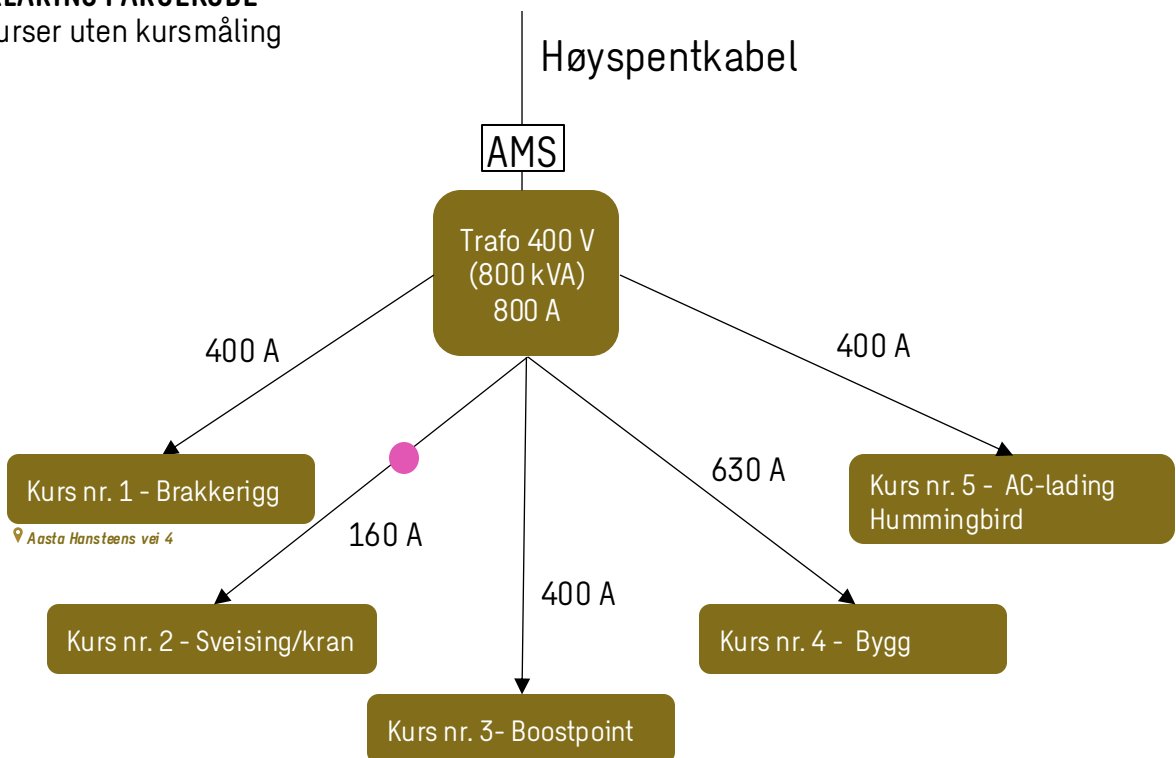 urser uten kursmåling
Høyspentkabel
AMS
Trafo 400 V
(800 kVA)
800 A
400 A
400 A
630 A
Kurs nr. 1 - Brakkerigg
Kurs nr. 5 - AC-lading
Hummingbird
Aasta Hansteens vei 4
160 A
400 A
Kurs nr. 2 - Sveising/kran
Kurs nr. 4 - Bygg
Kurs nr. 3- Boostpoint